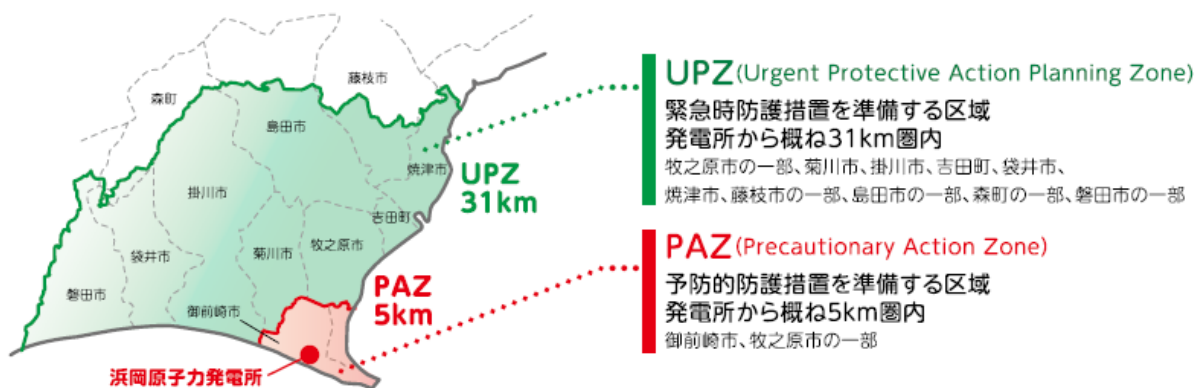 藤枝市
森町
島田市
焼津市
掛川市
UPZ
31km
吉田町
袋井市
菊川市
牧之原市
磐田市
御前崎市
PAZ
5km
浜岡原子力発電所
UPZ(Urgent Protective Action Planning Zone)
緊急時防護措置を準備する区域
発電所から概ね31km圏内
牧之原市の一部、菊川市、掛川市、吉田町、袋井市、
焼津市、藤枝市の一部、島田市の一部、森町の一部、磐田市の一部
PAZ(Precautionary Action Zone)
予防的防護措置を準備する区域
発電所から概ね5km圏内
御前崎市、牧之原市の一部